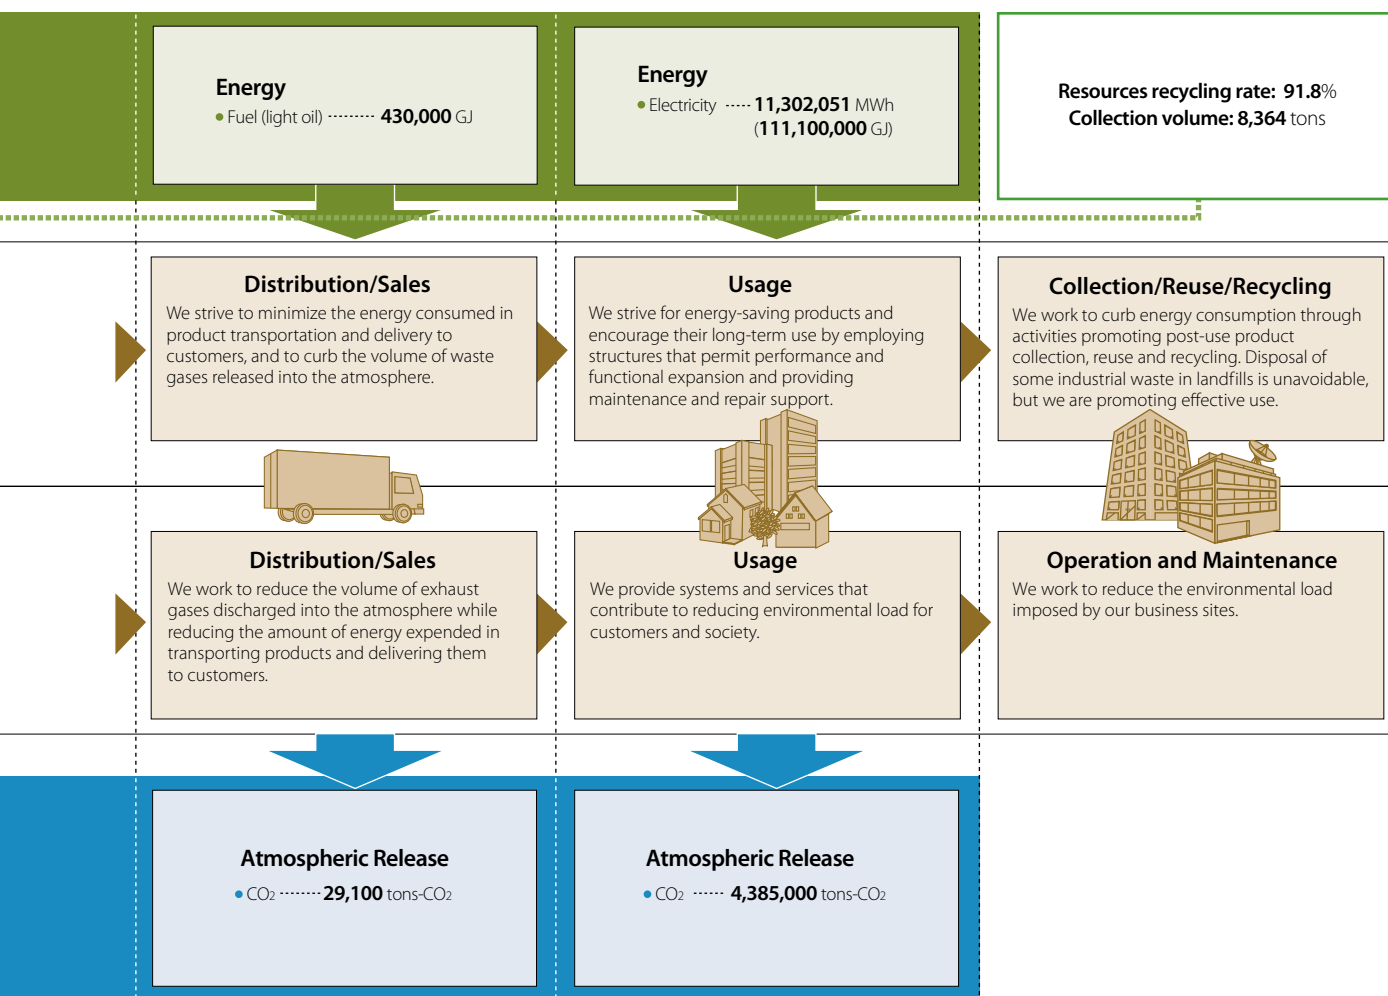 Energy
• Fuel (light oil) ········· 430,000 GJ
Energy
• Electricity ····· 11,302,051 MWh
(111,100,000 GJ)
Resources recycling rate: 91.8%
Collection volume: 8,364 tons
Distribution/Sales
We strive to minimize the energy consumed in
product transportation and delivery to
customers, and to curb the volume of waste
gases released into the atmosphere.
Usage
We strive for energy-saving products and
encourage their long-term use by employing
structures that permit performance and
functional expansion and providing
maintenance and repair support.
Collection/Reuse/Recycling
We work to curb energy consumption through
activities promoting post-use product
collection, reuse and recycling. Disposal of
some industrial waste in landfills is unavoidable,
but we are promoting effective use.
Distribution/Sales
We work to reduce the volume of exhaust
gases discharged into the atmosphere while
reducing the amount of energy expended in
transporting products and delivering them
to customers.
Usage
We provide systems and services that
contribute to reducing environmental load for
customers and society.
Operation and Maintenance
We work to reduce the environmental load
imposed by our business sites.
Atmospheric Release
• CO2 ········ 29,100 tons-CO2
Atmospheric Release
• CO2 ······ 4,385,000 tons-CO2